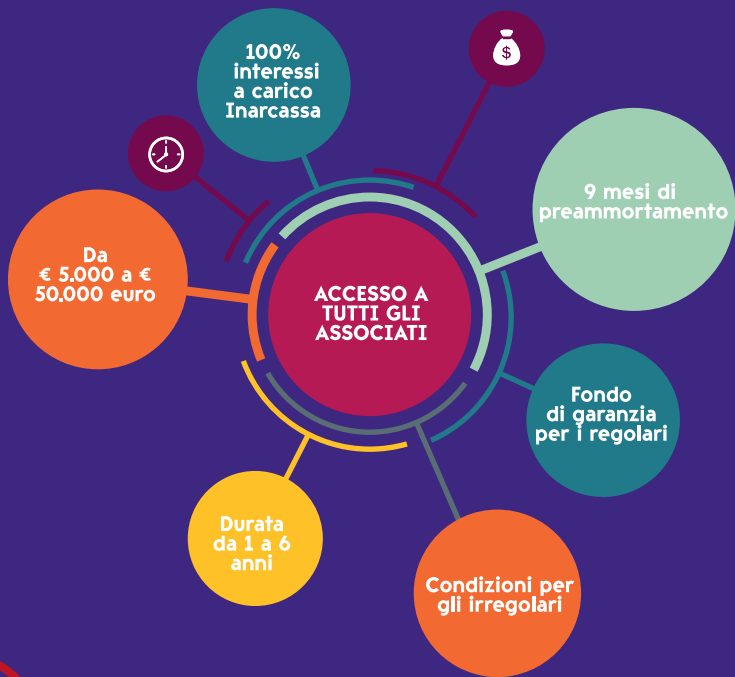 100%
interessi
a carico
Inarcassa
$
9 mesi di
preammortamento
Da
€ 5.000 a €
50.000 euro
ACCESSO A
TUTTI GLI
ASSOCIATI
Fondo
di garanzia
per i regolari
Durata
da 1 a 6
anni
Condizioni per
gli irregolari